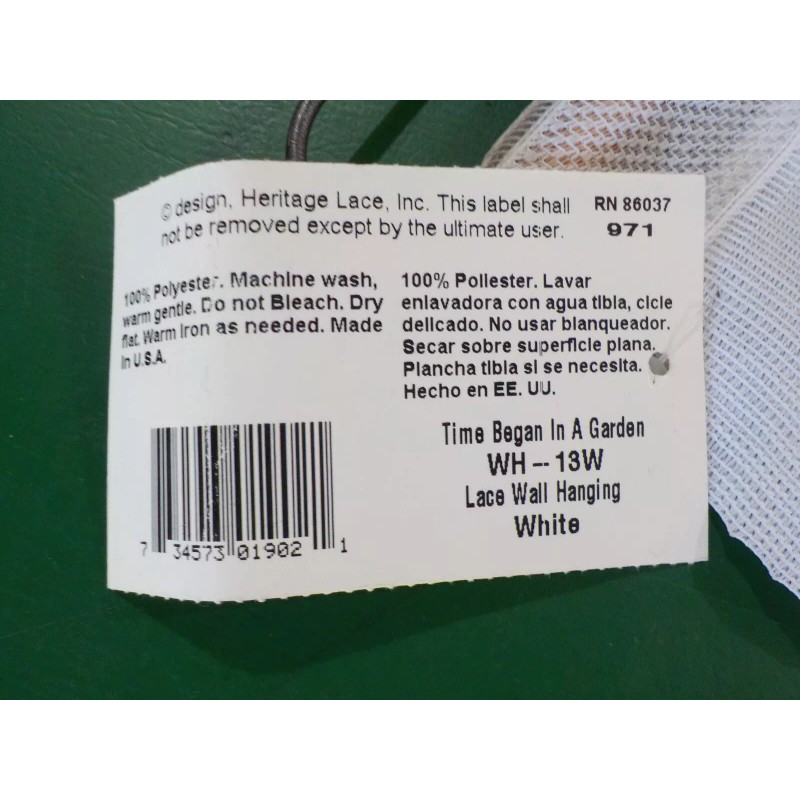 © design, Heritage Lace, Inc. This label shall
not be removed except by the ultimate user.
RN 86037
971
100% Polyester. Machine wash,
warm gentle. Do not Bleach. Dry
flat. Warm iron as needed. Made
in U.S.A.
100% Poliester. Lavar
enlavadora con agua tibia, cicle
delicado. No usar blanqueador.
Secar sobre superficie plana.
Plancha tibia si se necesita.
Hecho en EE. UU.
Time Began In A Garden
WH -- 13W
Lace Wall Hanging
White
7 34573 01902 1